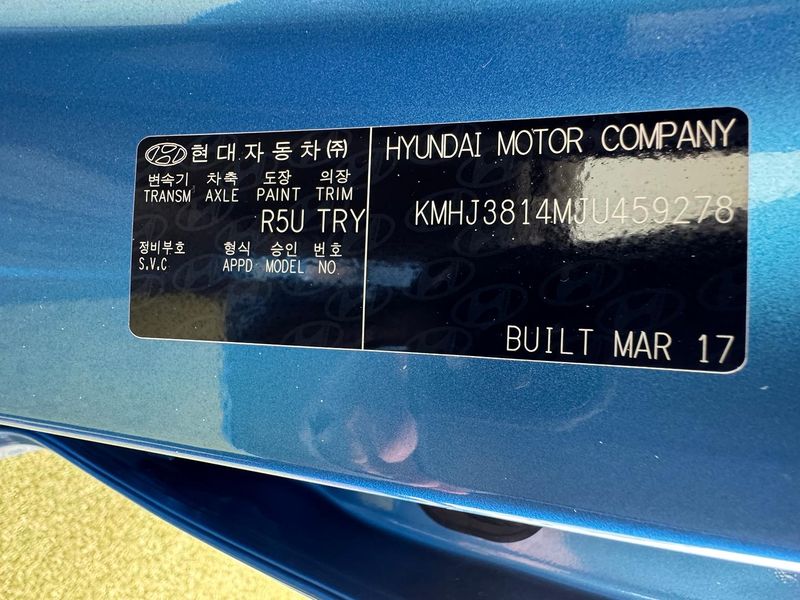 현대자동차(주)
변속기 차축 도장 의장
TRANSM AXLE PAINT TRIM
R5U TRY
정비부호 형식 승인 번호
S.V.C APPD MODEL NO.
HYUNDAI MOTOR COMPANY
KMHJ3814MJU459278
BUILT MAR 17